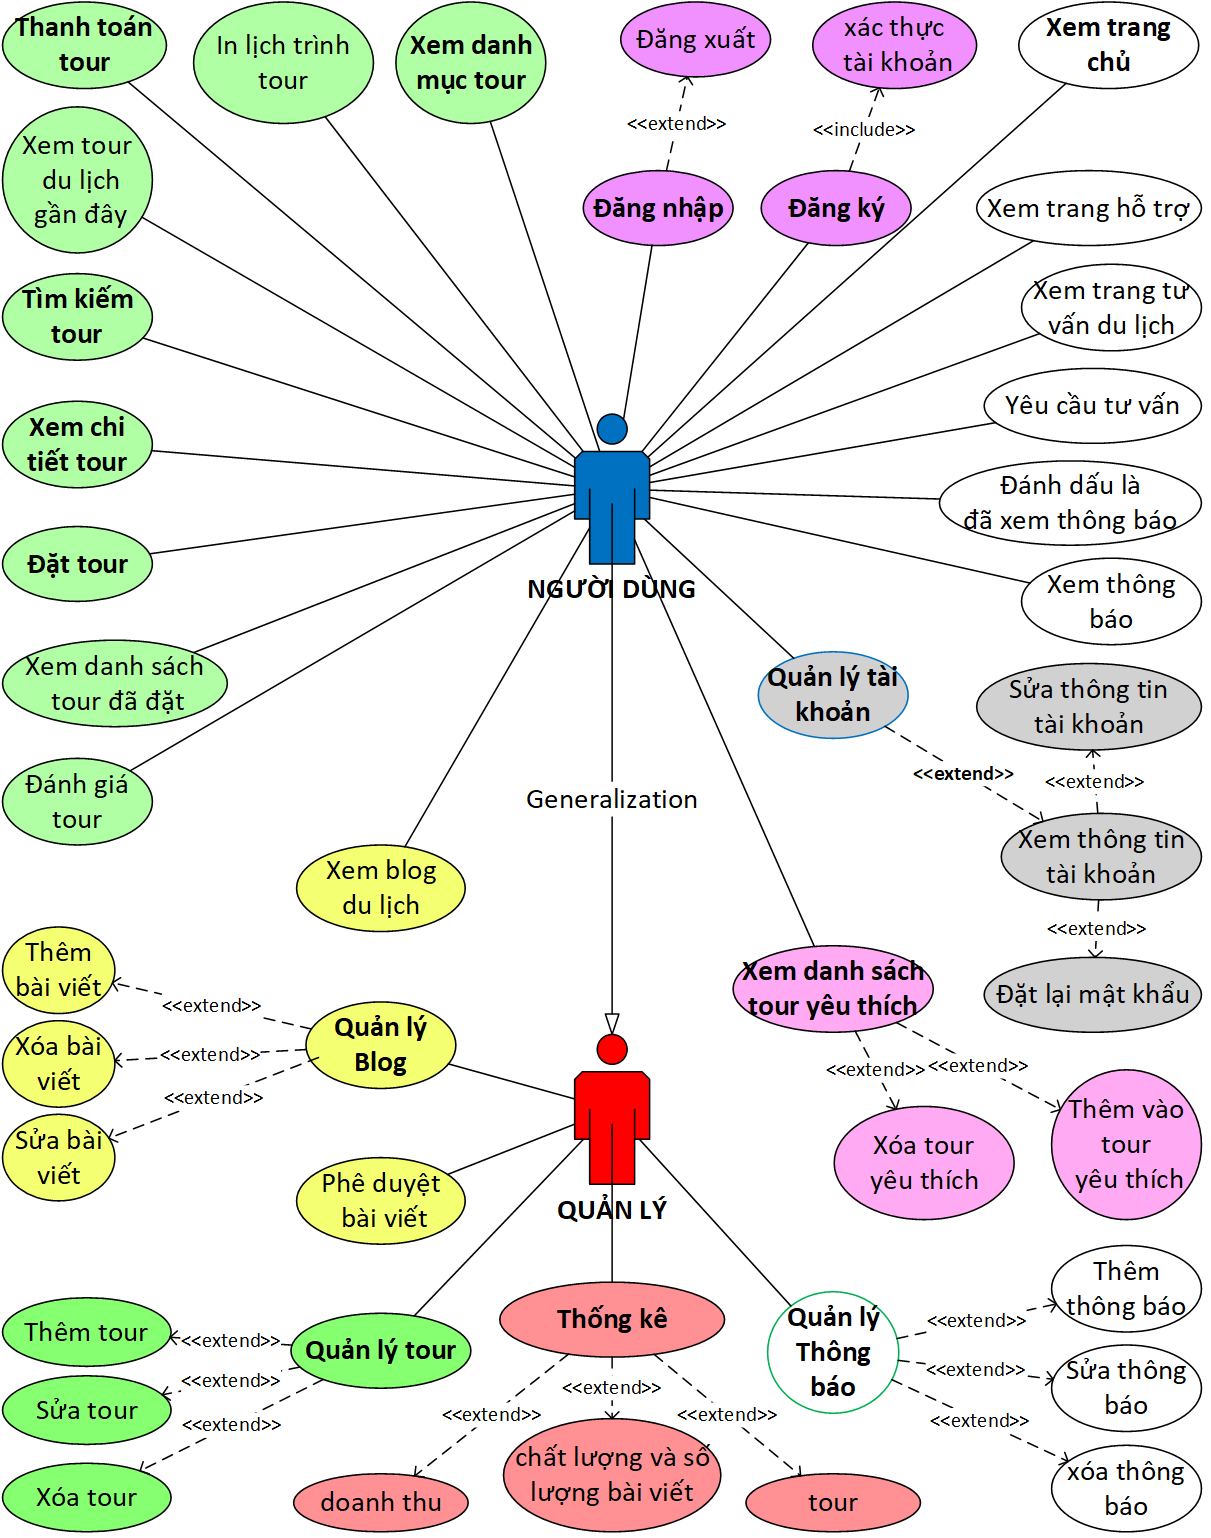 Thanh toán
tour
In lịch trình
tour
Xem danh
mục tour
Đăng xuất
xác thực
tài khoản
Xem trang
chủ
<<extend>>
<<include>>
Xem tour
du lịch
gần đây
Đăng nhập
Đăng ký
Xem trang hỗ trợ
Tìm kiếm
tour
Xem trang tư
vấn du lịch
Xem chi
tiết tour
Yêu cầu tư vấn
Đánh dấu là
đã xem thông báo
Đặt tour
NGƯỜI DÙNG
Xem thông
báo
Xem danh sách
tour đã đặt
Quản lý tài
khoản
Sửa thông tin
tài khoản
<<extend>>
<<extend>>
Đánh giá
tour
Generalization
Xem thông tin
tài khoản
Xem blog
du lịch
<<extend>>
Thêm
bài viết
Xem danh sách
tour yêu thích
Đặt lại mật khẩu
<<extend>>
Quản lý
Blog
Xóa bài
viết
<<extend>>
<<extend>>
<<extend>>
<<extend>>
Sửa bài
viết
Xóa tour
yêu thích
Thêm vào
tour
yêu thích
Phê duyệt
bài viết
QUẢN LÝ
Thêm
thông báo
Thêm tour
<<extend>>
Quản lý tour
Thống kê
Quản lý
Thông
báo
<<extend>>
<<extend>>
Sửa thông
báo
<<extend>>
<<extend>>
Sửa tour
<<extend>>
<<extend>>
<<extend>>
<<extend>>
xóa thông
báo
Xóa tour
doanh thu
chất lượng và số
lượng bài viết
tour